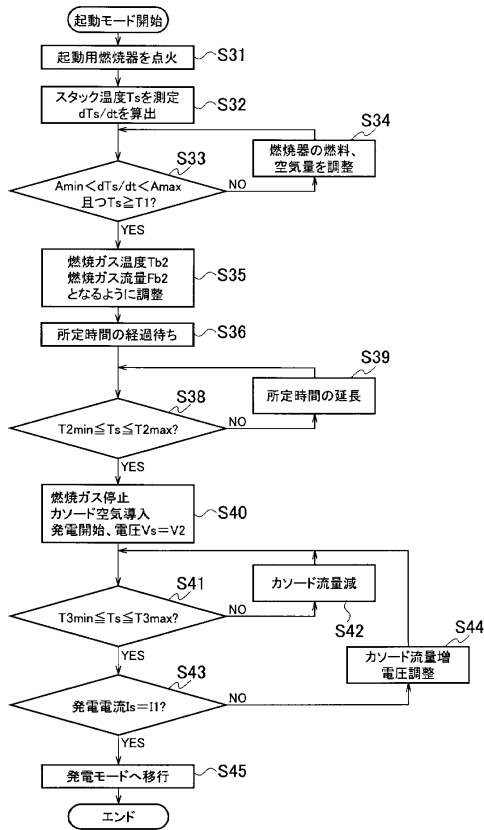 起動モード開始
起動用燃焼器を点火
S31
スタック温度Tsを測定
dTs/dtを算出
S32
S34
燃焼器の燃料、
空気量を調整
S33
Amin＜dTs/dt＜Amax
且つTs≧T1?
NO
YES
燃焼ガス温度Tb2
燃焼ガス流量Fb2
となるように調整
S35
所定時間の経過待ち
S36
S39
所定時間の延長
S38
T2min≦Ts≦T2max?
NO
YES
燃焼ガス停止
カソード空気導入
発電開始、電圧Vs=V2
S40
S41
カソード流量減
S42
T3min≦Ts≦T3max?
NO
YES
S44
カソード流量増
電圧調整
S43
発電電流Is=I1?
NO
YES
発電モードへ移行
S45
エンド